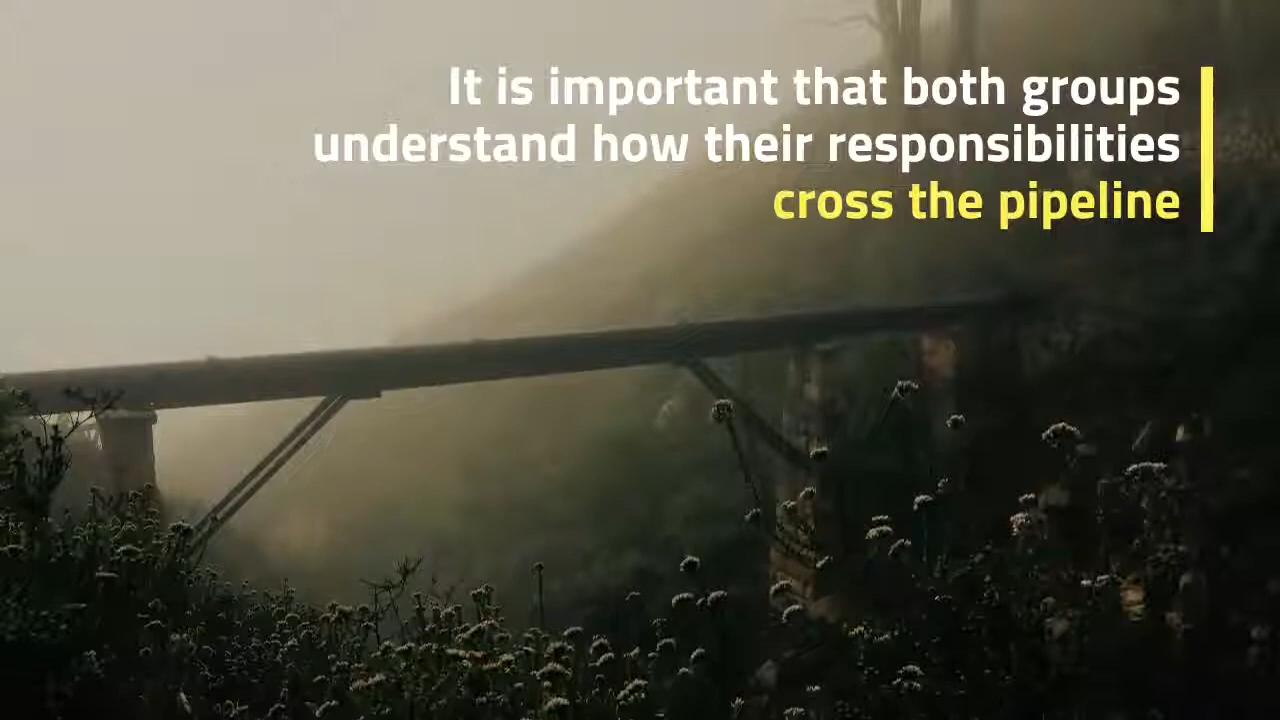 It is important that both groups
understand how their responsibilities
cross the pipeline